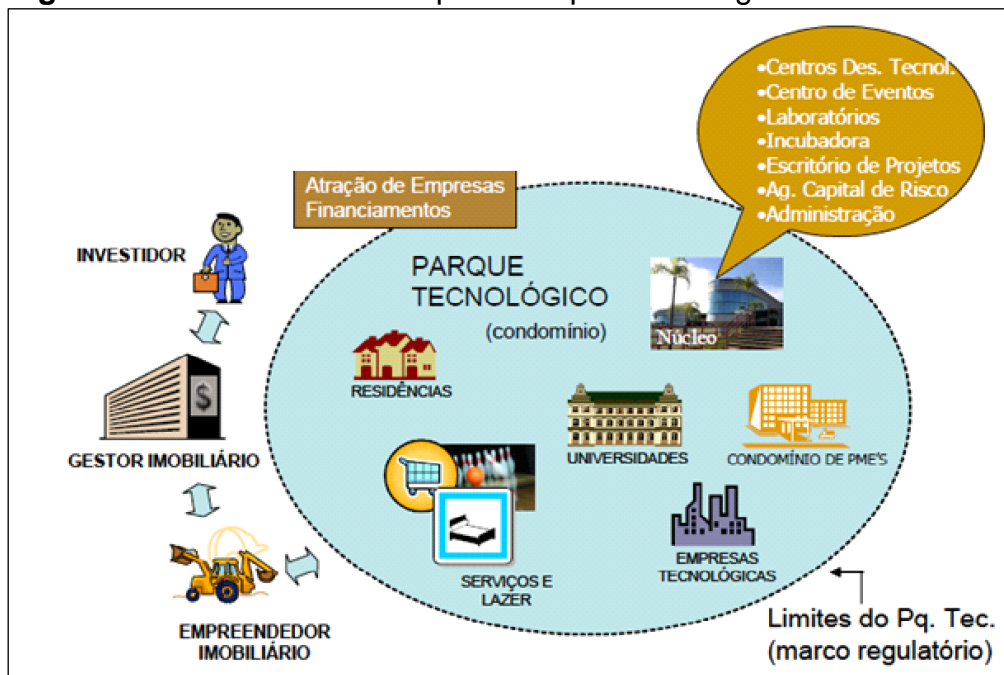 •Centros Des. Tecnol.
•Centro de Eventos
•Laboratórios
•Incubadora
•Escritório de Projetos
•Ag. Capital de Risco
•Administração
Atração de Empresas
Financiamentos
INVESTIDOR
PARQUE
TECNOLÓGICO
(condomínio)
Núcleo
RESIDÊNCIAS
$
GESTOR IMOBILIÁRIO
UNIVERSIDADES
CONDOMÍNIO DE PME'S
SERVIÇOS E
LAZER
EMPRESAS
TECNOLÓGICAS
EMPREENDEDOR
IMOBILIÁRIO
Limites do Pq. Tec.
(marco regulatório)